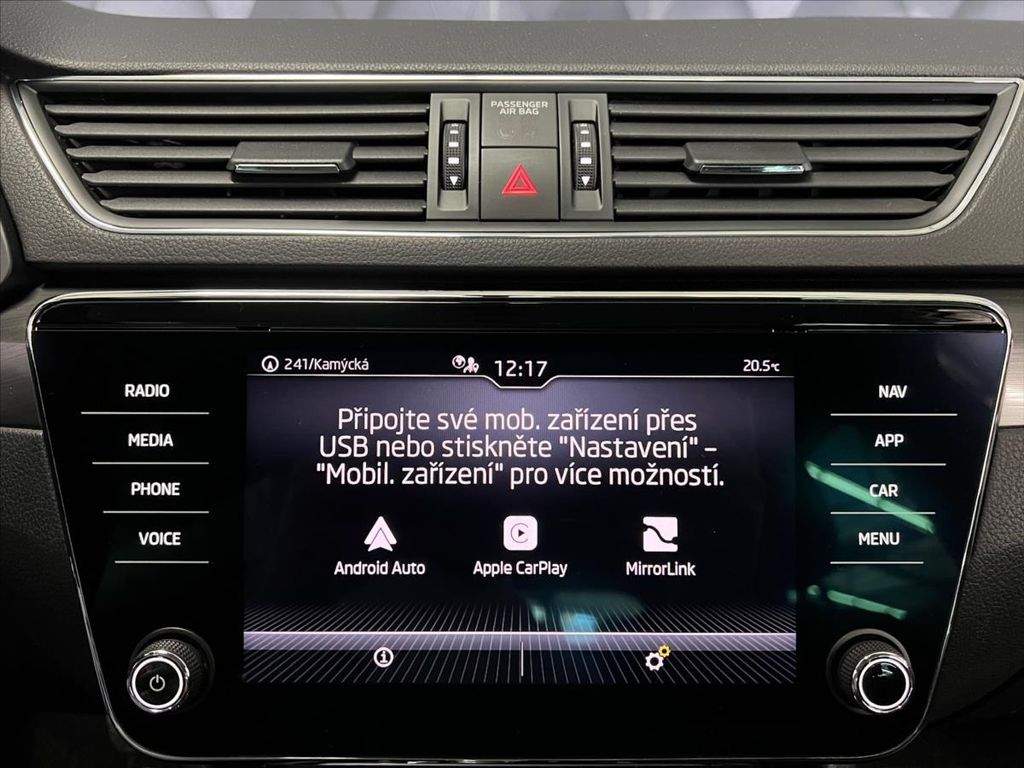 PASSENGER
AIR BAG
241/Kamýcká
12:17
20.5°C
RADIO
MEDIA
PHONE
VOICE
Připojte své mob. zařízení přes
USB nebo stiskněte "Nastavení" –
"Mobil. zařízení" pro více možností.
Android Auto
Apple CarPlay
MirrorLink
NAV
APP
CAR
MENU